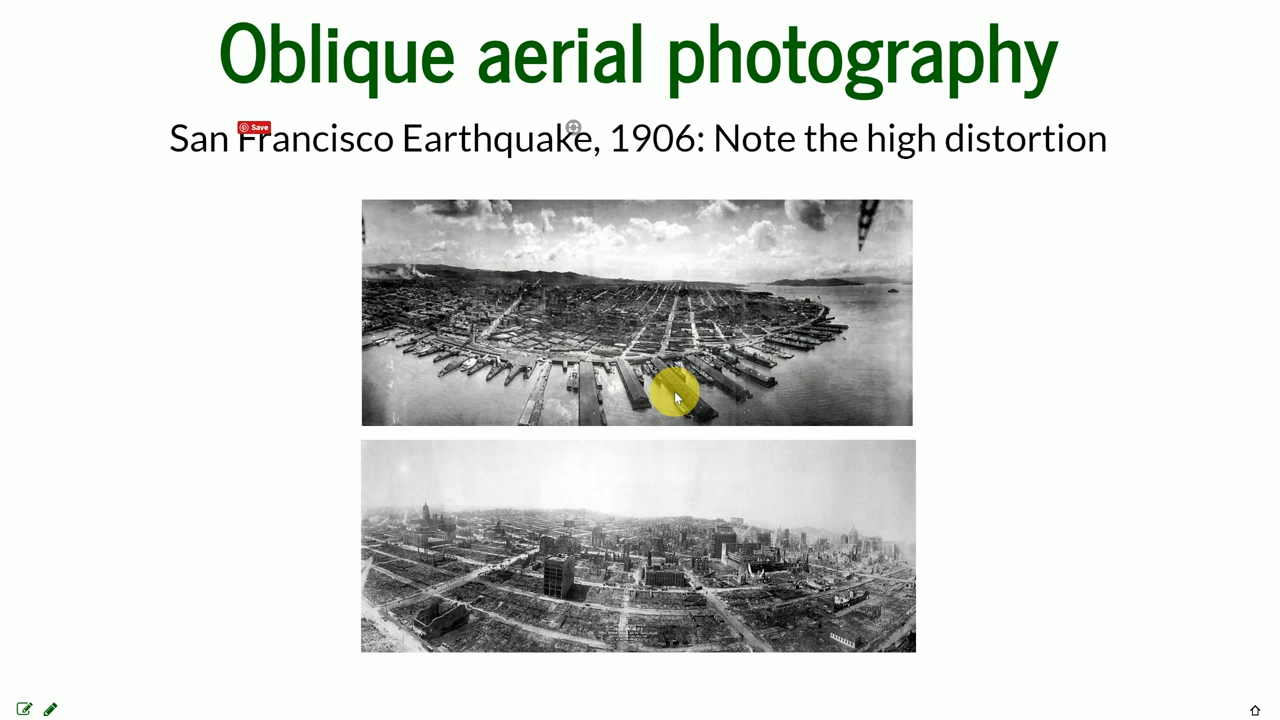 Oblique aerial photography
San Francisco Earthquake, 1906: Note the high distortion
Save